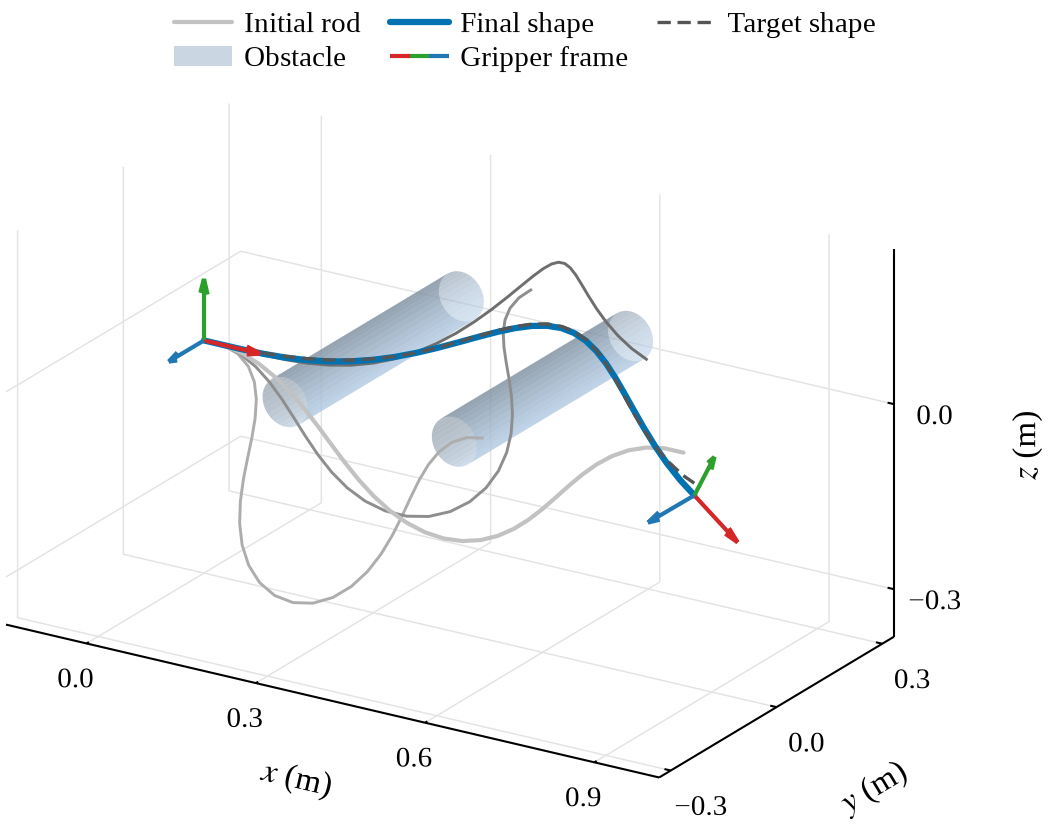 Initial rod Final shape Target shape
Obstacle Gripper frame
0.0
−0.3
z (m)
0.0
0.3
0.6
0.9
x (m)
−0.3
0.0
0.3
y (m)